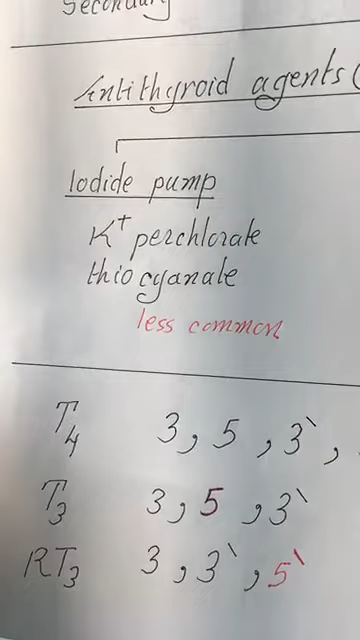 Secondary
Antithyroid agents (
Iodide pump
K+ perchlorate
thiocyanale
less common
T4 3, 5, 3`,
T3 3, 5, 3`
RT3 3, 3`, 5`